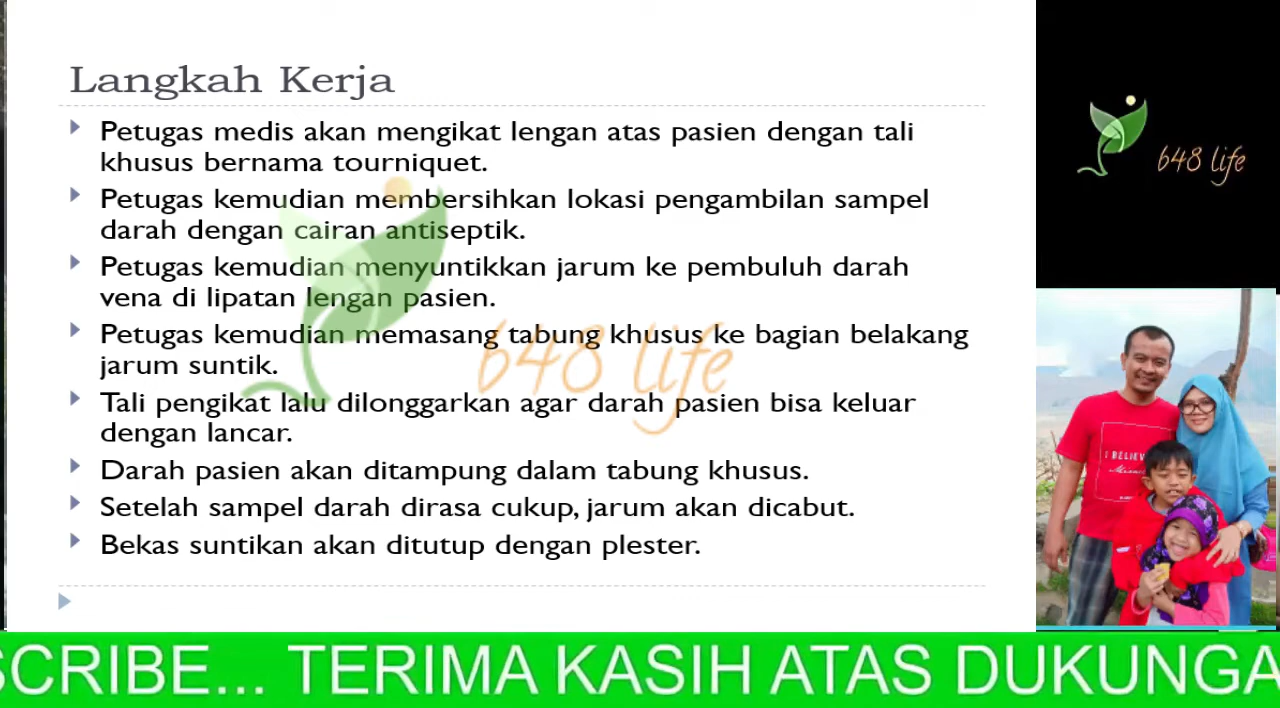 Langkah Kerja
Petugas medis akan mengikat lengan atas pasien dengan tali
khusus bernama tourniquet.
Petugas kemudian membersihkan lokasi pengambilan sampel
darah dengan cairan antiseptik.
Petugas kemudian menyuntikkan jarum ke pembuluh darah
vena di lipatan lengan pasien.
Petugas kemudian memasang tabung khusus ke bagian belakang
jarum suntik.
Tali pengikat lalu dilonggarkan agar darah pasien bisa keluar
dengan lancar.
Darah pasien akan ditampung dalam tabung khusus.
Setelah sampel darah dirasa cukup, jarum akan dicabut.
Bekas suntikan akan ditutup dengan plester.
648 life
648 life
I BELIEV
SCRIBE... TERIMA KASIH ATAS DUKUNGA